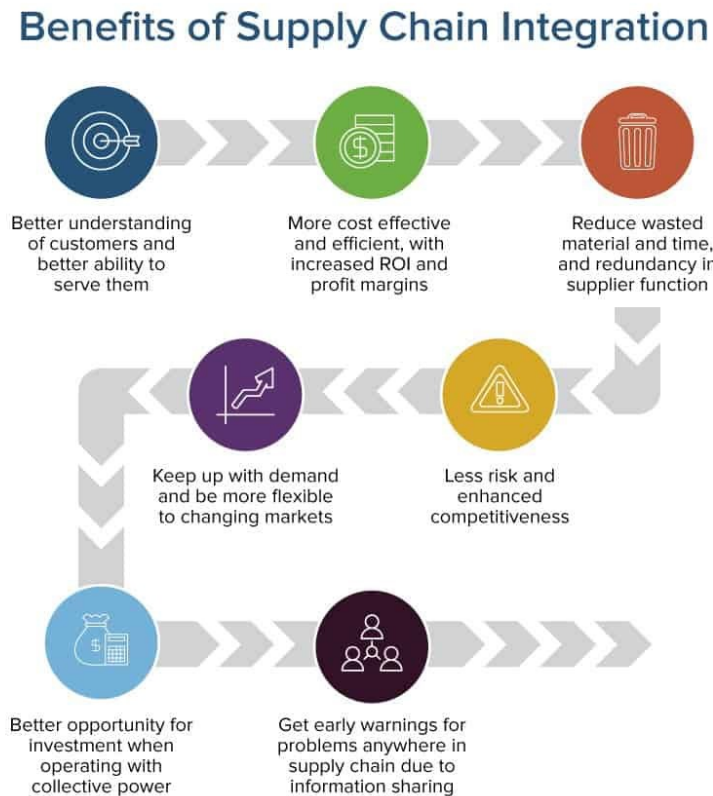 Benefits of Supply Chain Integration
Better understanding
of customers and
better ability to
serve them
More cost effective
and efficient, with
increased ROI and
profit margins
Reduce wasted
material and time,
and redundancy in
supplier function
Less risk and
enhanced
competitiveness
Keep up with demand
and be more flexible
to changing markets
Better opportunity for
investment when
operating with
collective power
Get early warnings for
problems anywhere in
supply chain due to
information sharing